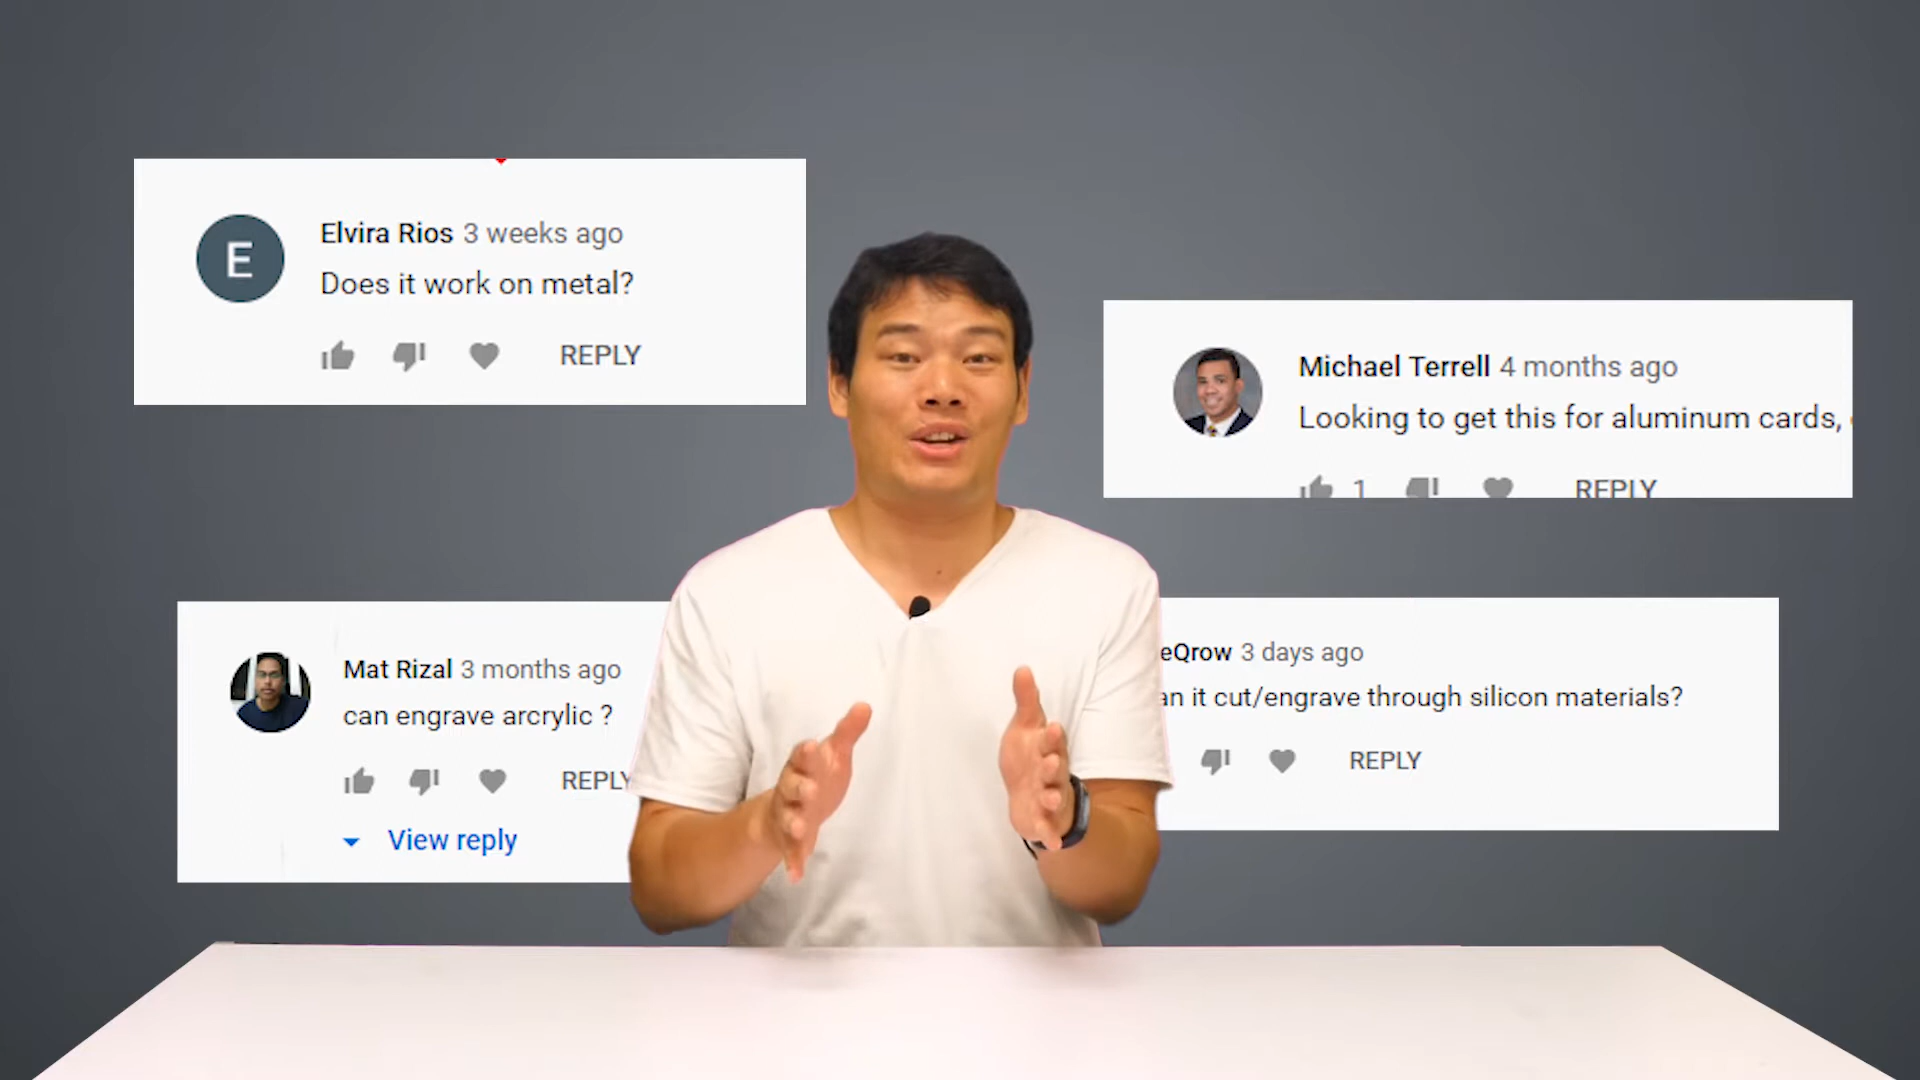 E
Elvira Rios 3 weeks ago
Does it work on metal?
REPLY
Michael Terrell 4 months ago
Looking to get this for aluminum cards,
1 REPLY
Mat Rizal 3 months ago
can engrave arcrylic ?
REPLY
View reply
eQrow 3 days ago
an it cut/engrave through silicon materials?
REPLY